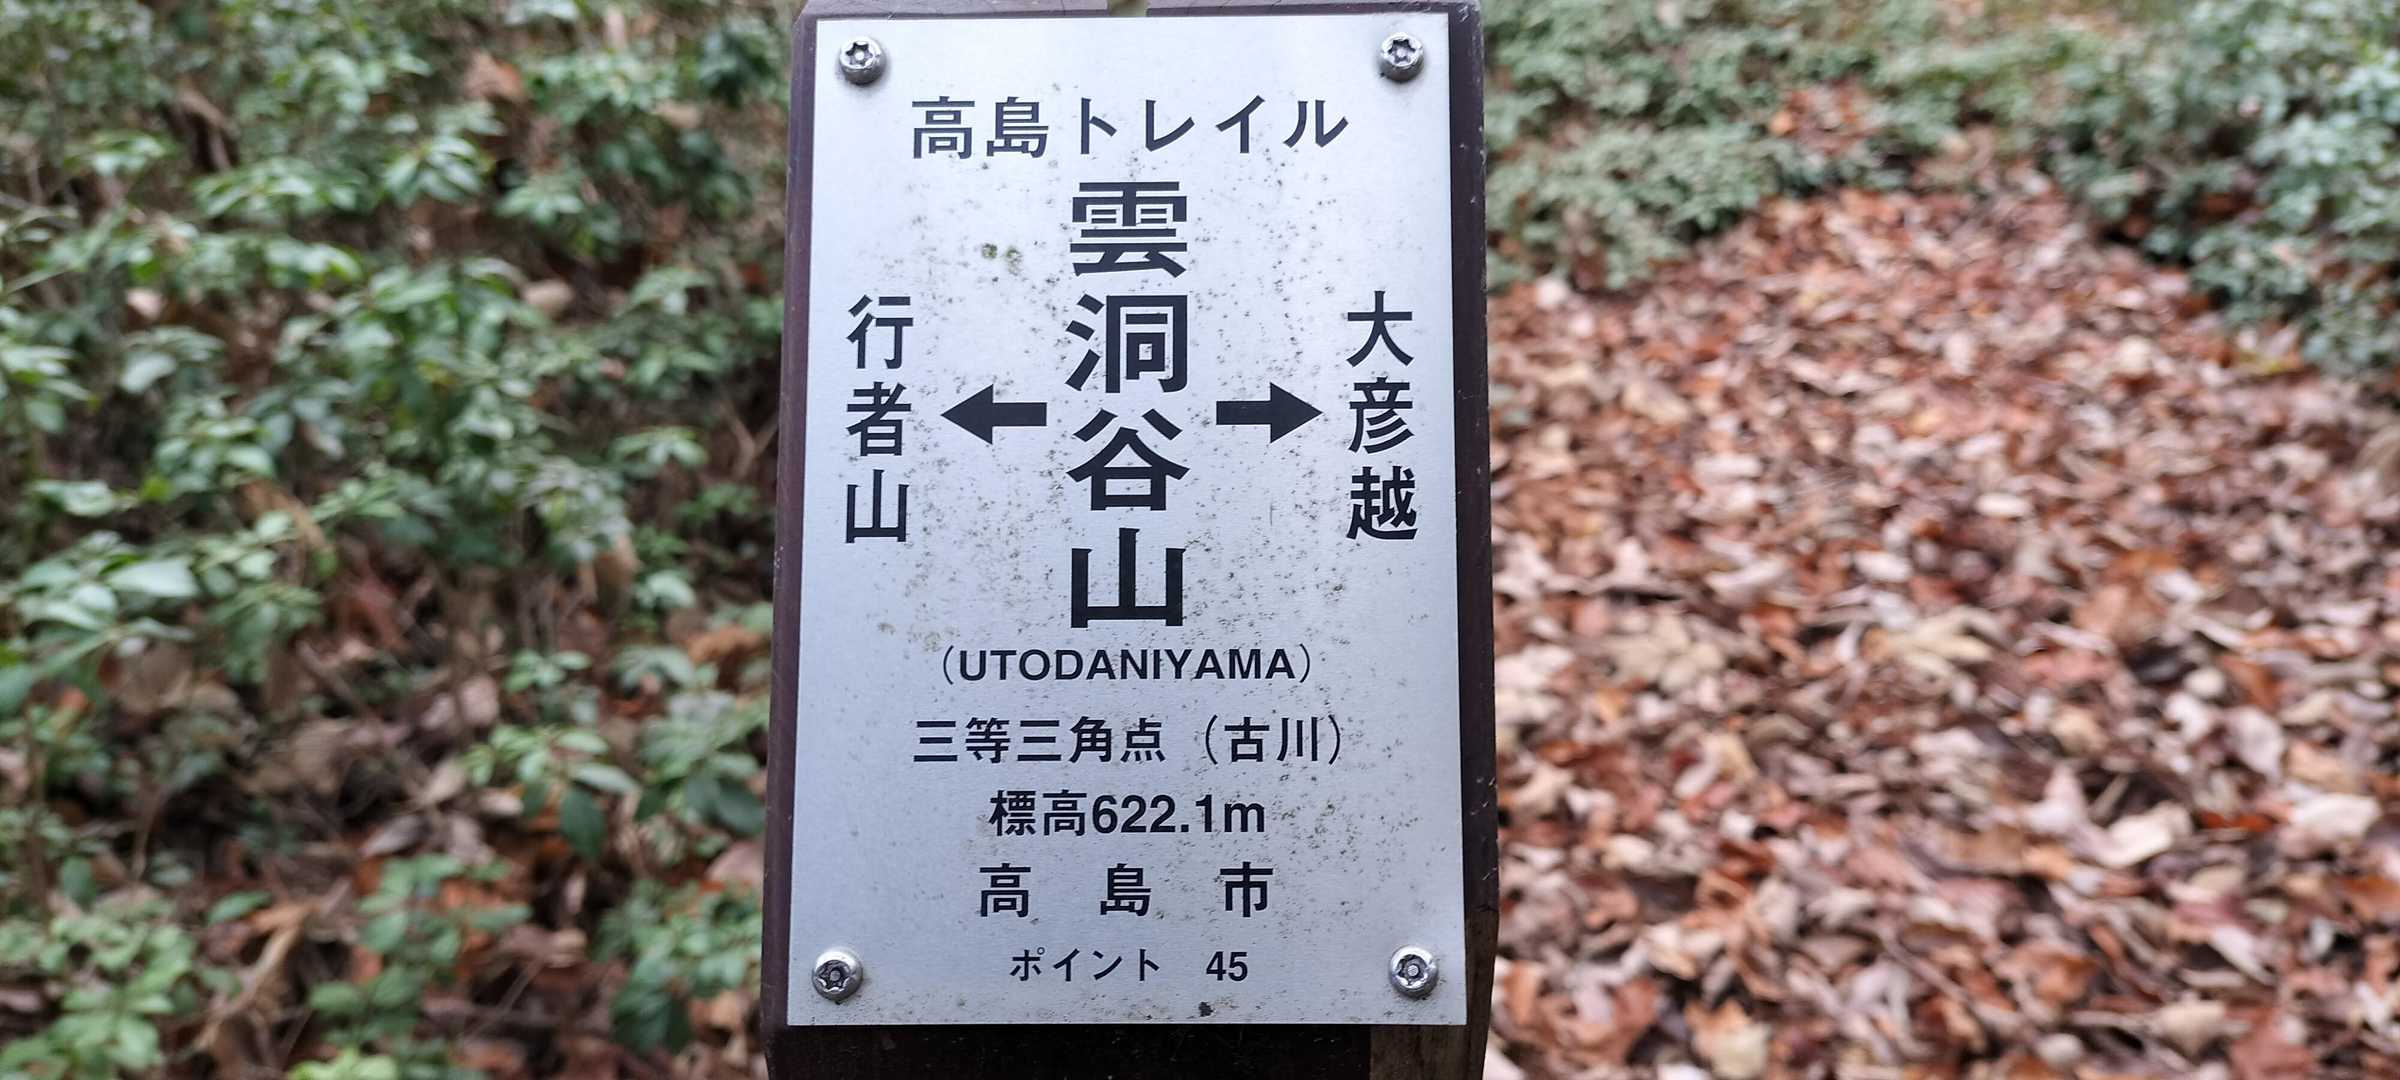 高島トレイル
雲洞谷山
行者山
←
→
大彦越
（UTODANIYAMA）
三等三角点（古川）
標高622.1m
高島市
ポイント 45